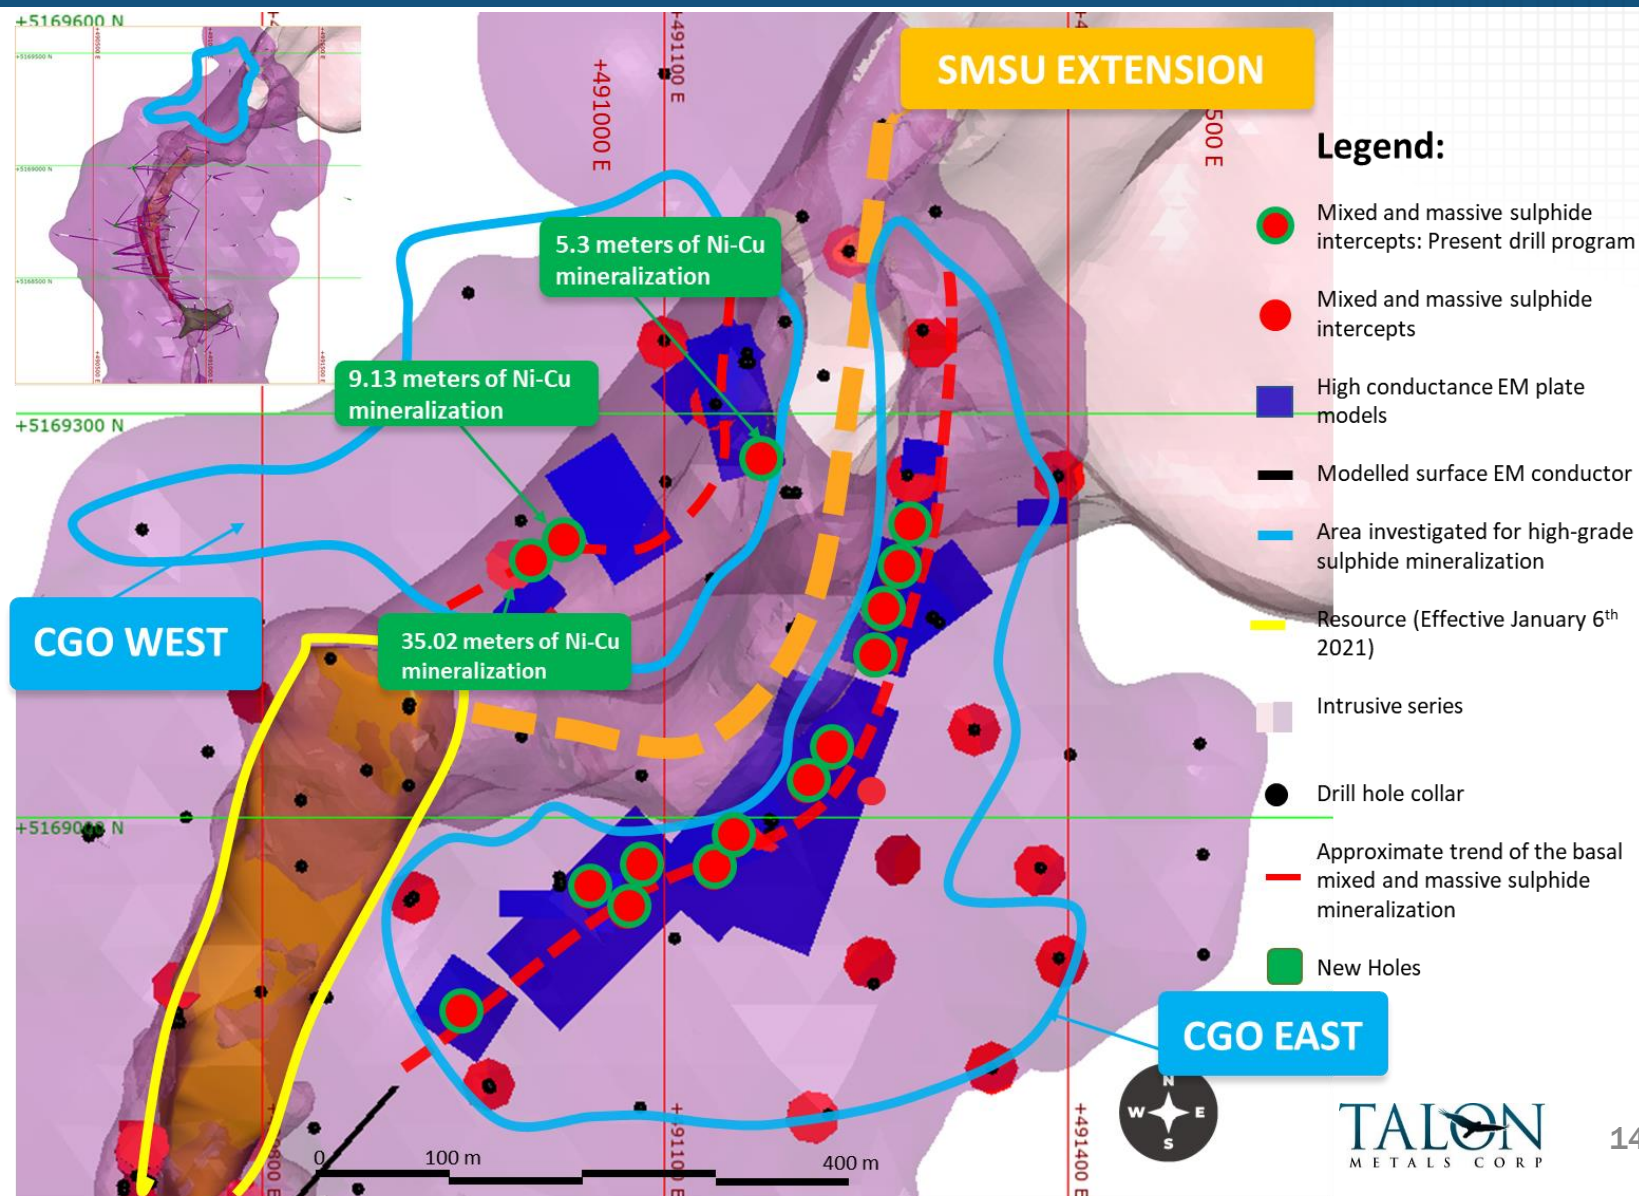 +5169600 N
SMSU EXTENSION
+491100 E
+491000 E
500 E
Legend:
Mixed and massive sulphide
intercepts: Present drill program
Mixed and massive sulphide
intercepts
High conductance EM plate
models
Modelled surface EM conductor
Area investigated for high-grade
sulphide mineralization
Resource (Effective January 6th
2021)
Intrusive series
Drill hole collar
Approximate trend of the basal
mixed and massive sulphide
mineralization
New Holes
5.3 meters of Ni-Cu
mineralization
9.13 meters of Ni-Cu
mineralization
+5169300 N
CGO WEST
35.02 meters of Ni-Cu
mineralization
+5169000 N
CGO EAST
N
W E
S
+491400 E
0 100 m 400 m
TALON
METALS CORP
14